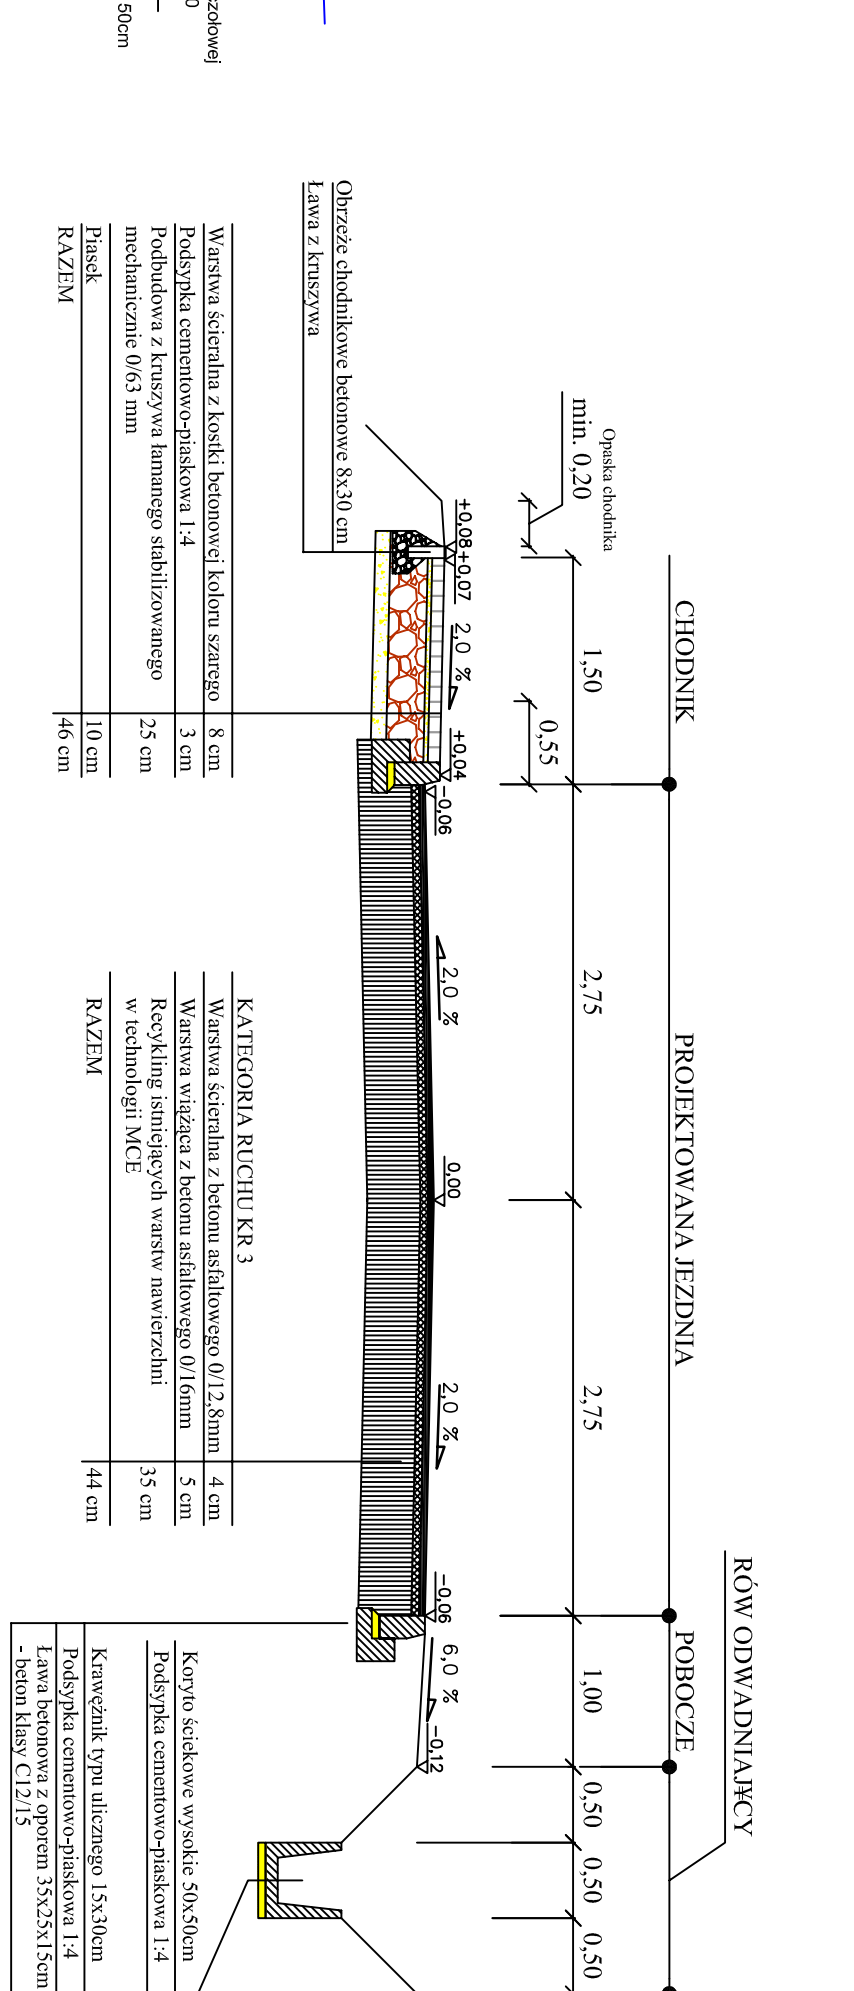 czołowej
0
50cm
RÓW ODWADNIAJ¥CY
CHODNIK
PROJEKTOWANA JEZDNIA
POBOCZE
Opaska chodnika
min. 0,20
1,50
2,75
2,75
1,00
0,50
0,50
0,50
0,55
+0,08
+0,07
2,0 %
+0,04
-0,06
2,0 %
0,00
2,0 %
-0,06
6,0 %
-0,12
Obrzeże chodnikowe betonowe 8x30 cm
Ława z kruszywa
Warstwa ścieralna z kostki betonowej koloru szarego 8 cm
Podsypka cementowo-piaskowa 1:4 3 cm
Podbudowa z kruszywa łamanego stabilizowanego
mechanicznie 0/63 mm 25 cm
Piasek 10 cm
RAZEM 46 cm
KATEGORIA RUCHU KR 3
Warstwa ścieralna z betonu asfaltowego 0/12,8mm 4 cm
Warstwa wiążąca z betonu asfaltowego 0/16mm 5 cm
Recykling istniejących warstw nawierzchni
w technologii MCE 35 cm
RAZEM 44 cm
Koryto ściekowe wysokie 50x50cm
Podsypka cementowo-piaskowa 1:4
Krawężnik typu ulicznego 15x30cm
Podsypka cementowo-piaskowa 1:4
Ława betonowa z oporem 35x25x15cm
- beton klasy C12/15